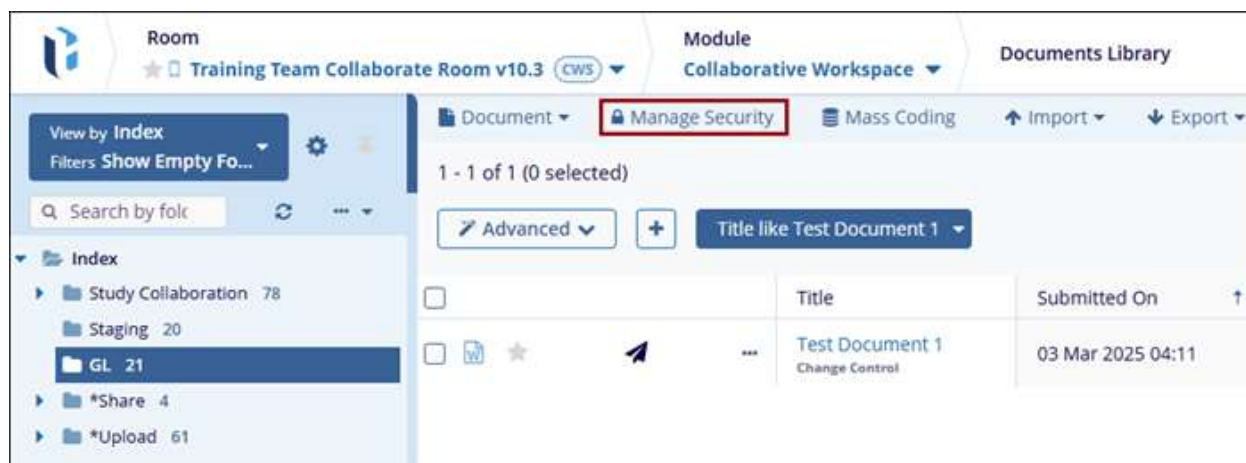 Room
Training Team Collaborate Room v10.3 CWS
Module
Collaborative Workspace
Documents Library
View by Index
Filters Show Empty Fo...
Search by folc
...
Index
Study Collaboration 78
Staging 20
GL 21
*Share 4
*Upload 61
Document
Manage Security
Mass Coding
Import
Export
1 - 1 of 1 (0 selected)
Advanced
+
Title like Test Document 1
Title
Submitted On
...
Test Document 1
Change Control
03 Mar 2025 04:11